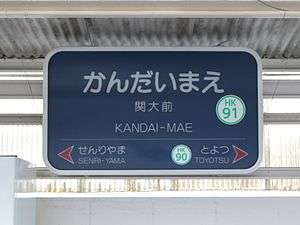 かんだいまえ
関大前
HK
91
KANDAI-MAE
せんりやま
SENRI-YAMA
HK
90
とよつ
TOYOTSU